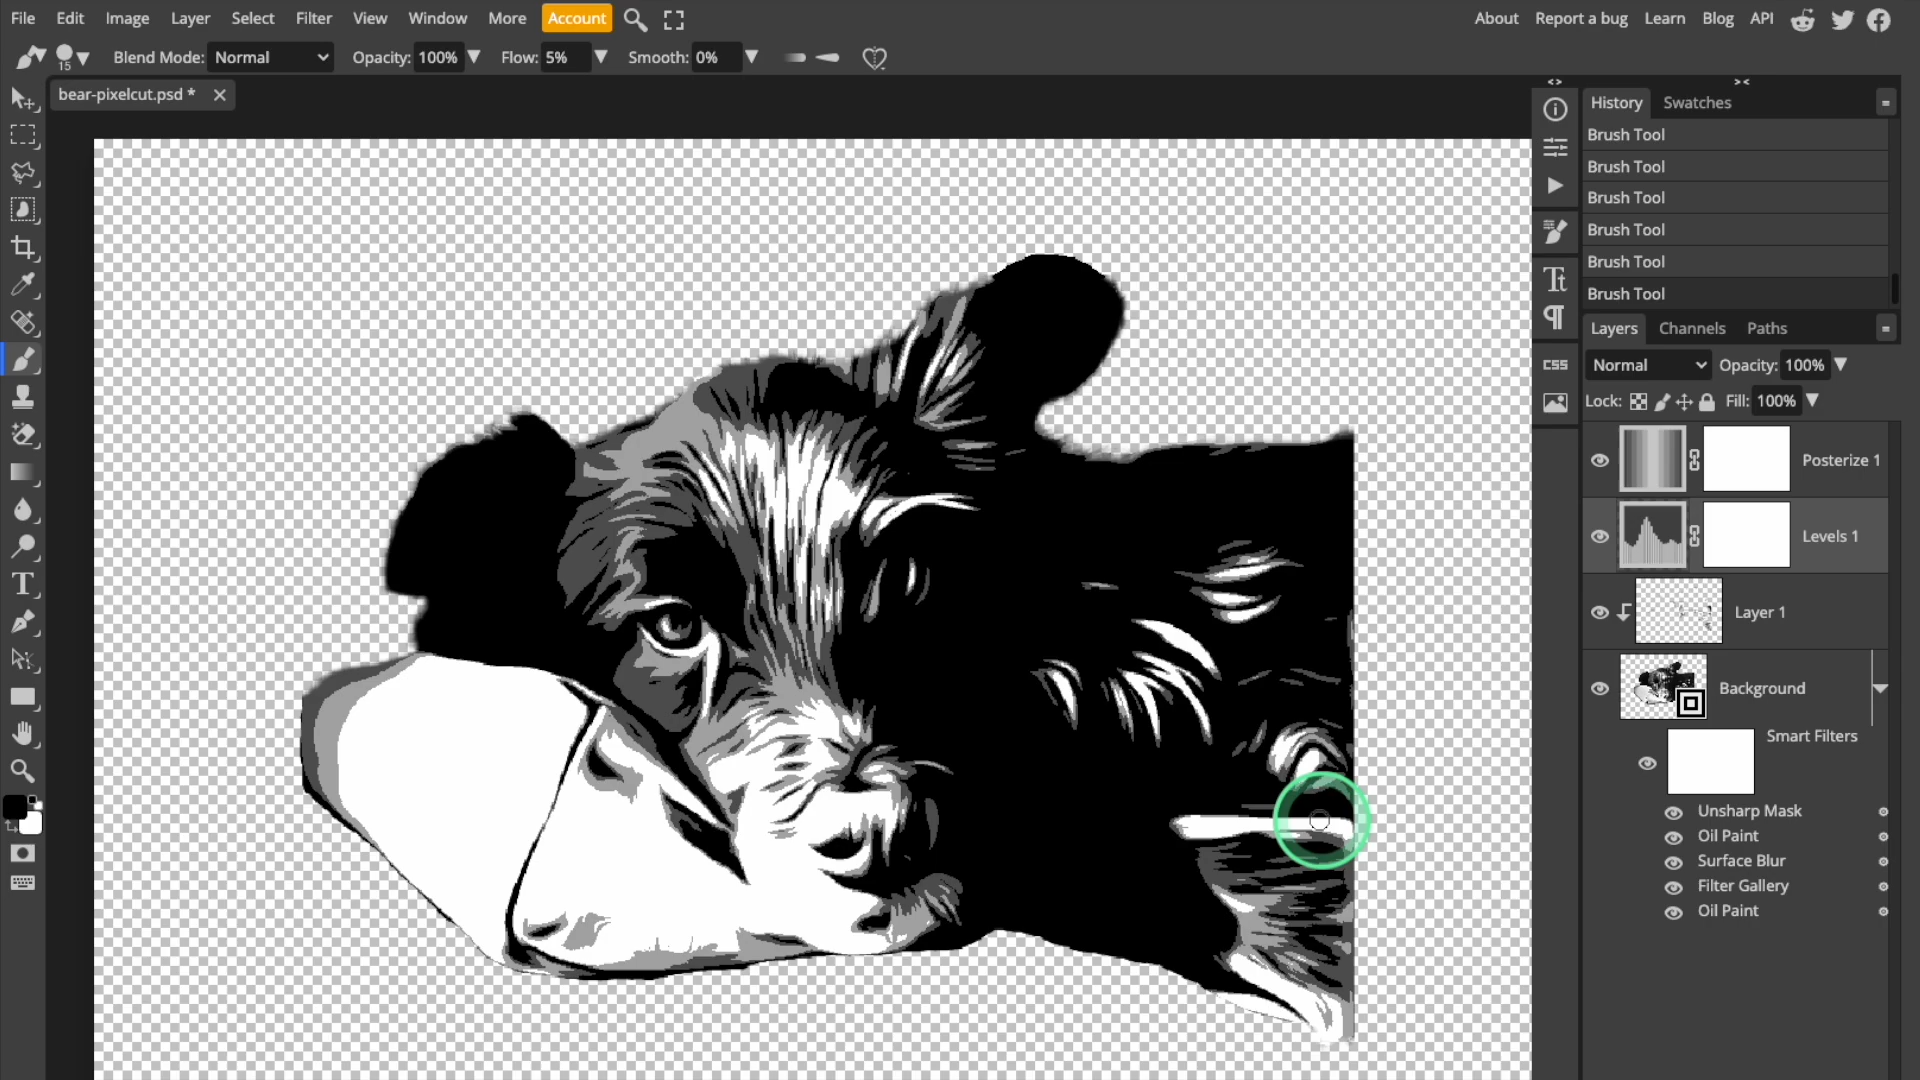 File Edit Image Layer Select Filter View Window More Account About Report a bug Learn Blog API
15 Blend Mode: Normal Opacity: 100% Flow: 5% Smooth: 0%
bear-pixelcut.psd *
History Swatches
Brush Tool
Brush Tool
Brush Tool
Brush Tool
Brush Tool
Brush Tool
Layers Channels Paths
CSS
Normal Opacity: 100%
Lock: Fill: 100%
Posterize 1
Levels 1
Layer 1
Background
Smart Filters
Unsharp Mask
Oil Paint
Surface Blur
Filter Gallery
Oil Paint